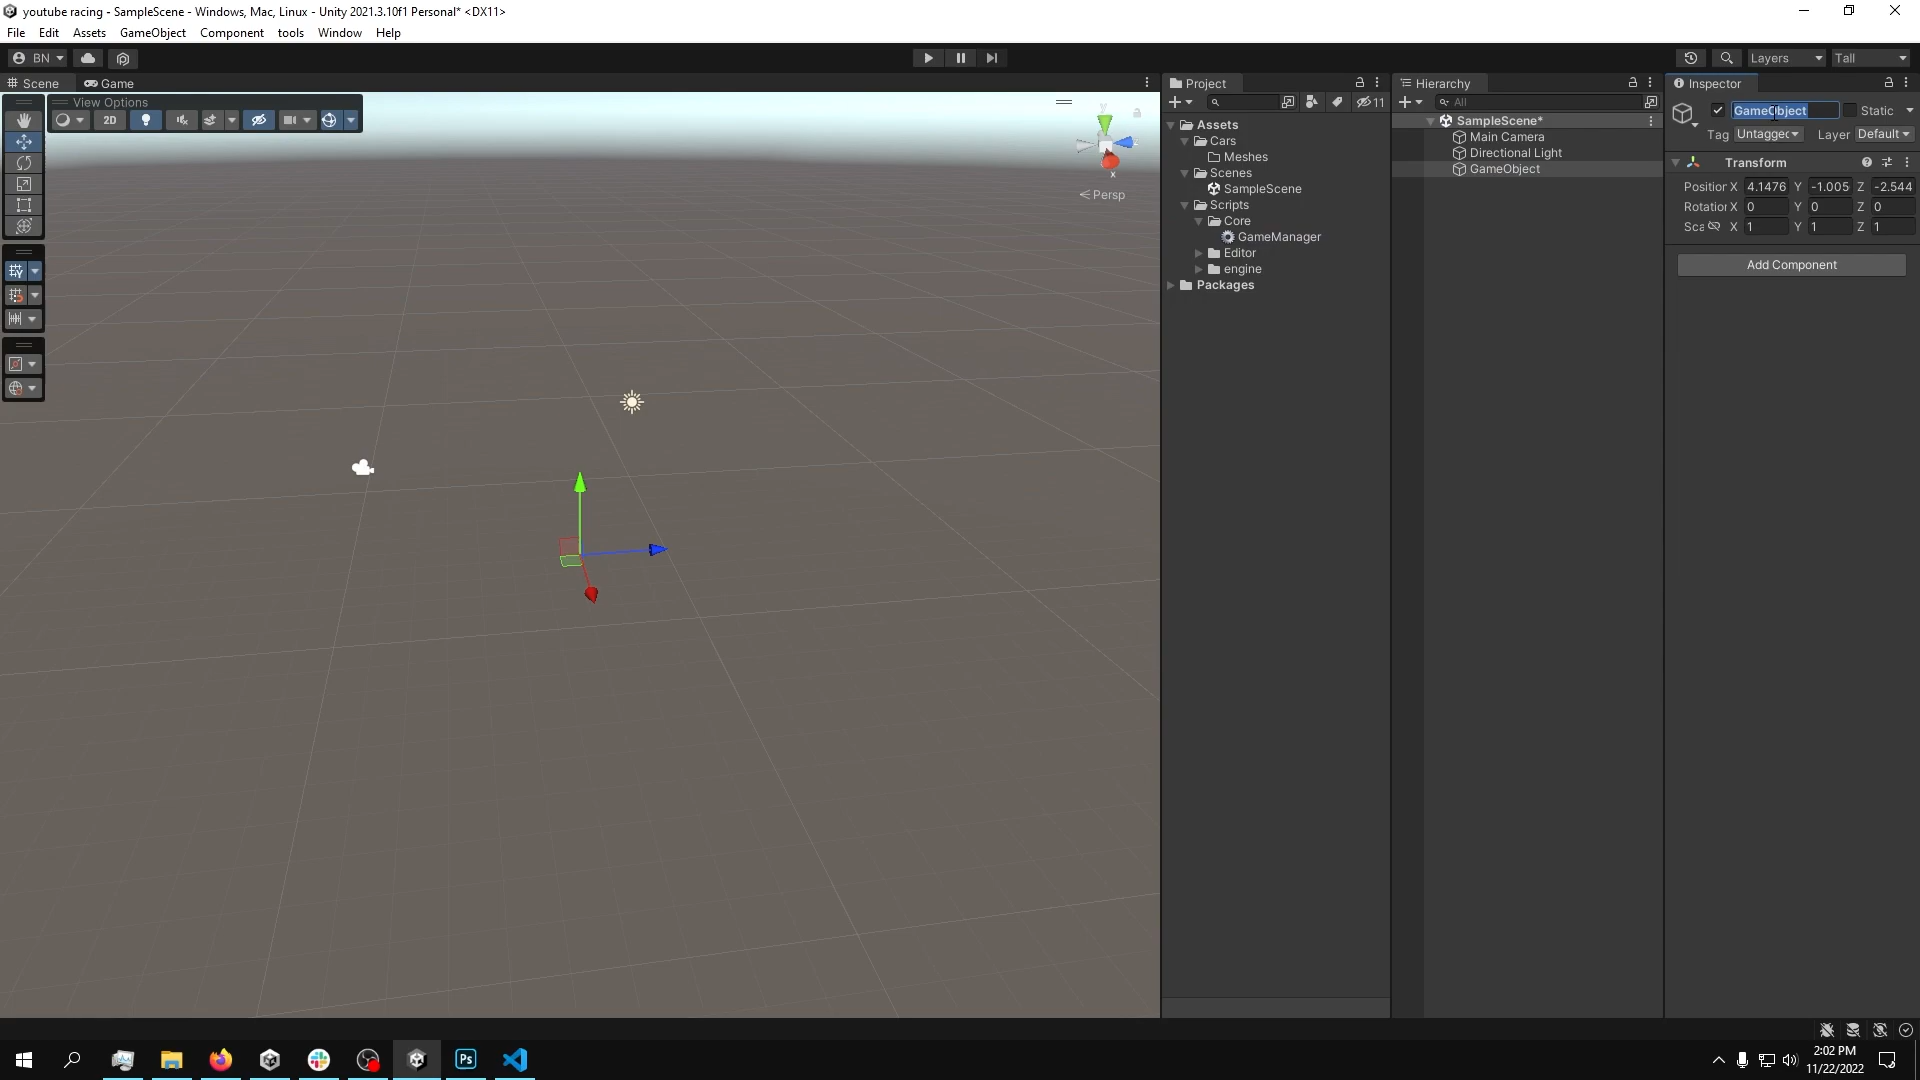 youtube racing - SampleScene - Windows, Mac, Linux - Unity 2021.3.10f1 Personal* <DX11>
File Edit Assets GameObject Component tools Window Help
BN Layers Tall
Scene Game
View Options
2D
y
x
Persp
Project
11
Assets
Cars
Meshes
Scenes
SampleScene
Scripts
Core
GameManager
Editor
engine
Packages
Hierarchy
All
SampleScene*
Main Camera
Directional Light
GameObject
Inspector
GameObject Static
Tag Untagged Layer Default
Transform
Position X 4.1476 Y -1.005 Z -2.544
Rotation X 0 Y 0 Z 0
Sca X 1 Y 1 Z 1
Add Component
Ps
2:02 PM
11/22/2022